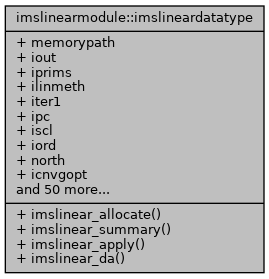 imslinearmodule::imslineardatatype
+ memorypath
+ iout
+ iprims
+ ilinmeth
+ iter1
+ ipc
+ iscl
+ iord
+ north
+ icnvgopt
and 50 more...
+ imslinear_allocate()
+ imslinear_summary()
+ imslinear_apply()
+ imslinear_da()